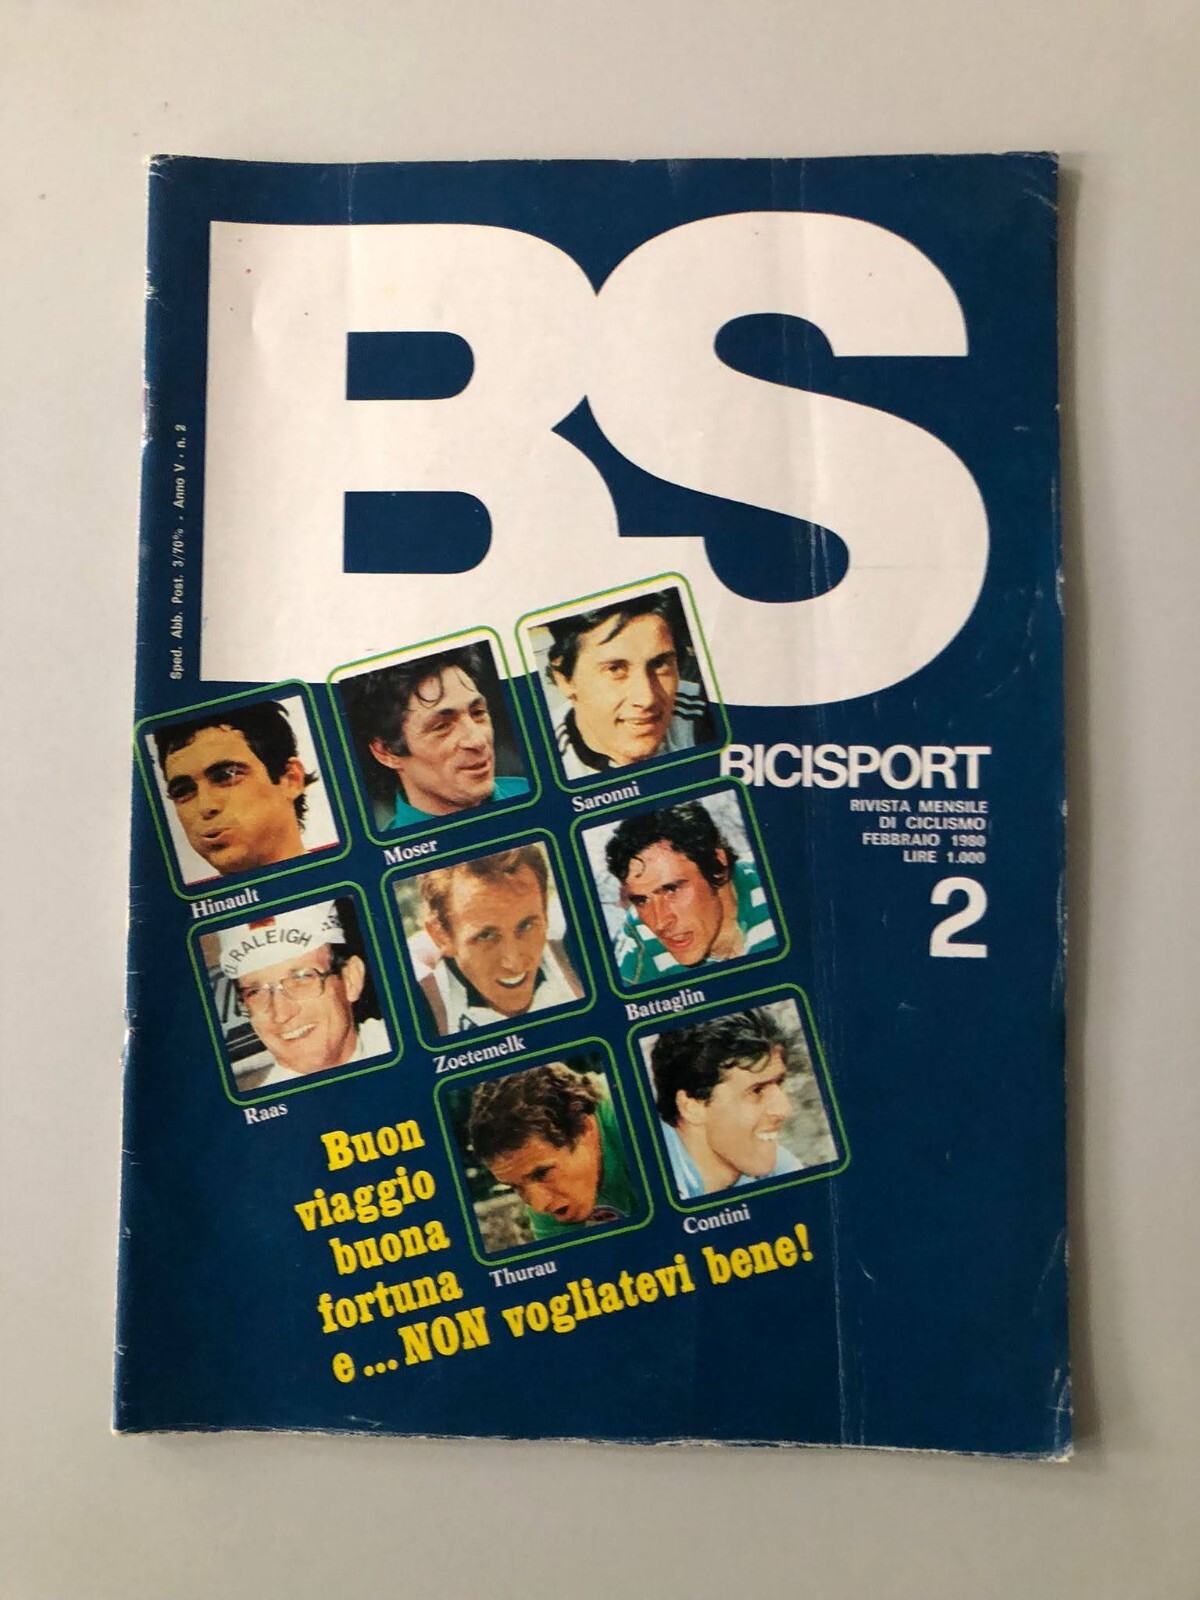 BS
Sped. Abb. Post. 3/70% - Anno V - n. 2
BICISPORT
RIVISTA MENSILE
DI CICLISMO
FEBBRAIO 1980
LIRE 1.000
2
Hinault
Moser
Saronni
RALEIGH
Raas
Zoetemelk
Battaglin
Thurau
Contini
Buon
viaggio
buona
fortuna
e...NON vogliatevi bene!